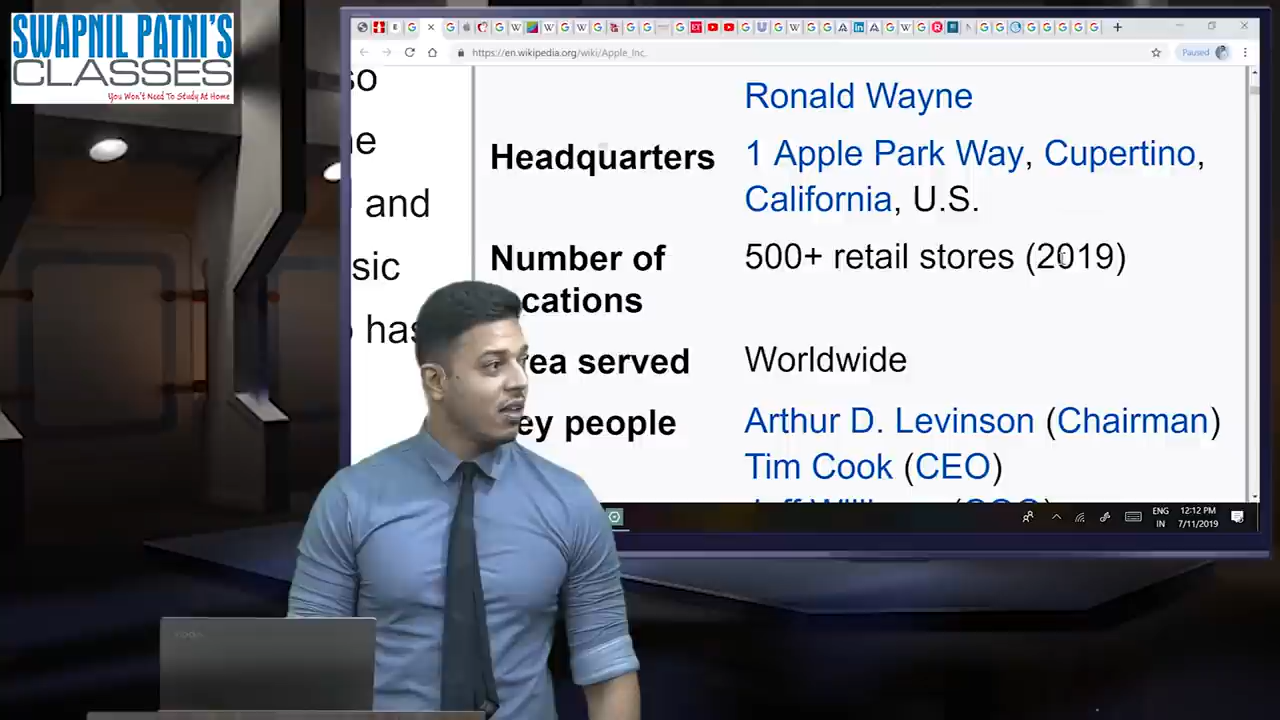 SWAPNIL PATNI'S
CLASSES
You Won't Need To Study At Home
https://en.wikipedia.org/wiki/Apple_Inc.
Paused
so
and
sic
has
Ronald Wayne
Headquarters 1 Apple Park Way, Cupertino,
California, U.S.
Number of 500+ retail stores (2019)
cations
ea served Worldwide
ey people Arthur D. Levinson (Chairman)
Tim Cook (CEO)
ENG 12:12 PM
IN 7/11/2019
YOGA